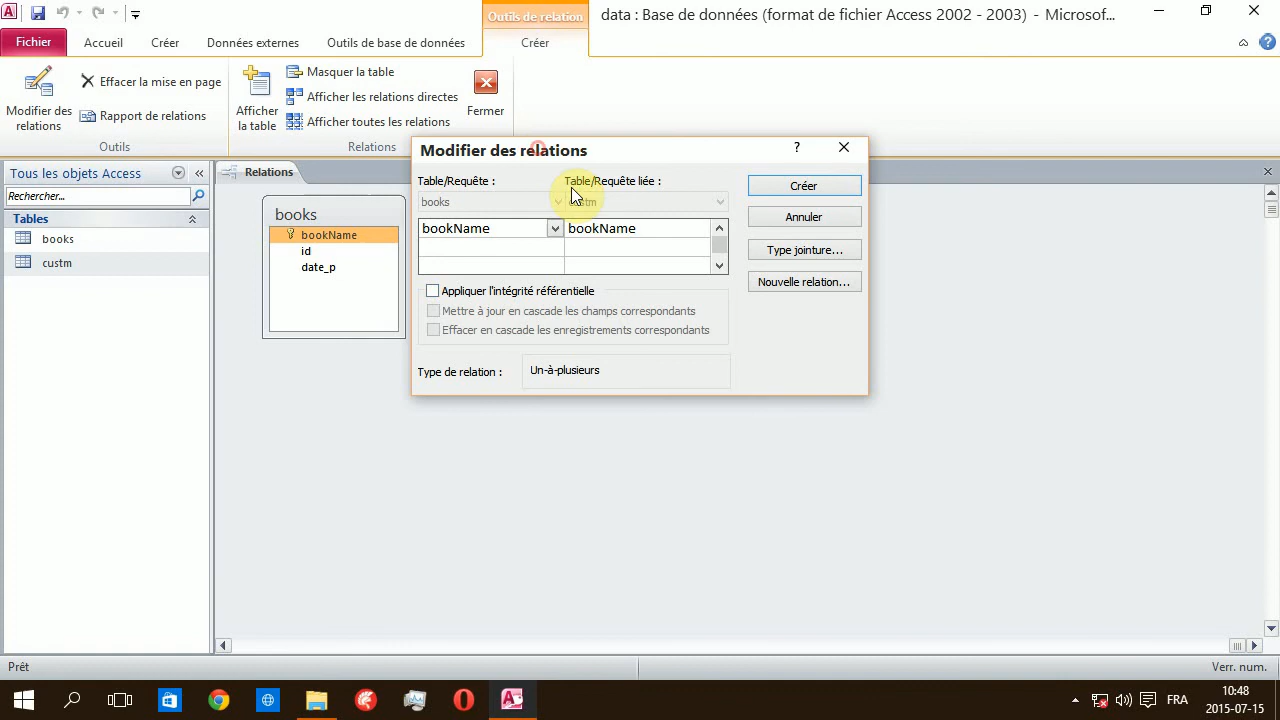 Outils de relation
data : Base de données (format de fichier Access 2002 - 2003) - Microsof...
Fichier
Accueil
Créer
Données externes
Outils de base de données
Créer
Modifier des relations
Effacer la mise en page
Rapport de relations
Outils
Afficher la table
Masquer la table
Afficher les relations directes
Afficher toutes les relations
Fermer
Relations
Tous les objets Access
Rechercher...
Tables
books
custm
Relations
books
bookName
id
date_p
Modifier des relations
Table/Requête :
Table/Requête liée :
books
custm
bookName
bookName
Appliquer l'intégrité référentielle
Mettre à jour en cascade les champs correspondants
Effacer en cascade les enregistrements correspondants
Type de relation :
Un-à-plusieurs
Créer
Annuler
Type jointure...
Nouvelle relation...
Prêt
Verr. num.
FRA
10:48
2015-07-15